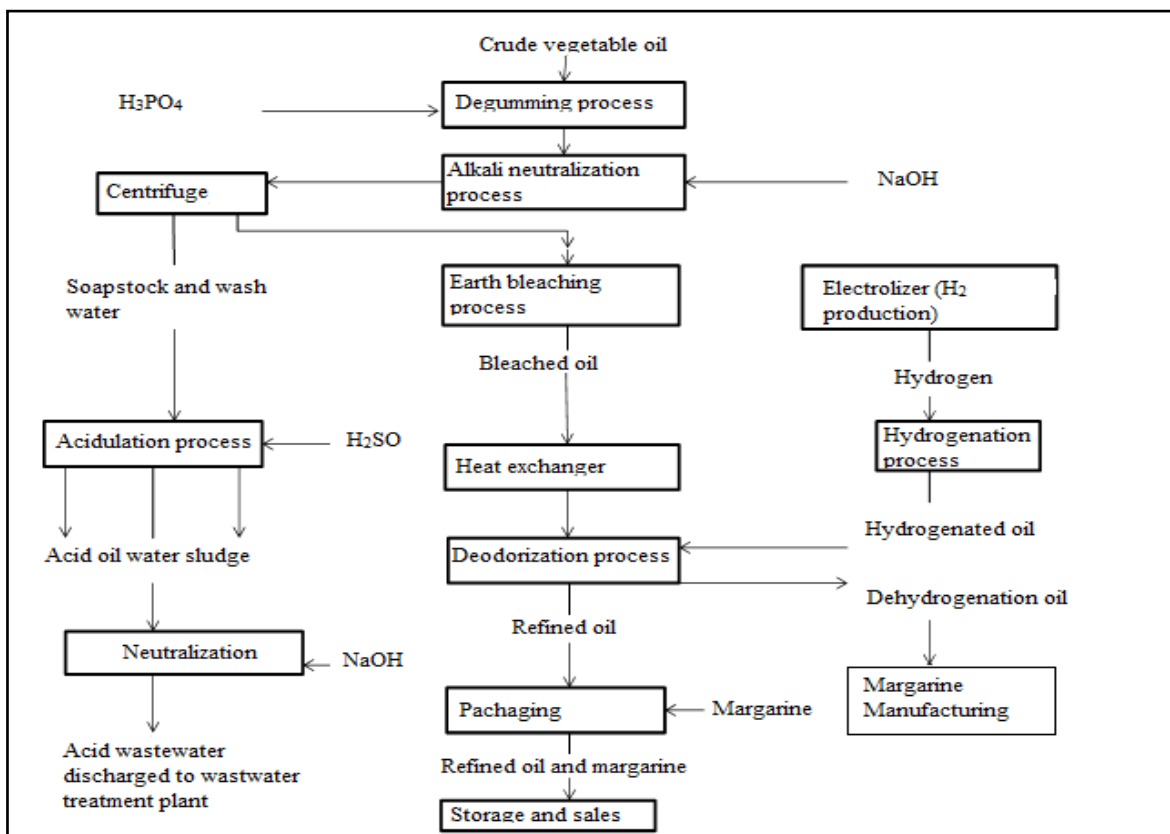 Crude vegetable oil
H₃PO₄
Degumming process
Alkali neutralization
process
NaOH
Centrifuge
Soapstock and wash
water
Earth bleaching
process
Electrolizer (H₂
production)
Bleached oil
Hydrogen
Acidulation process
H₂SO
Heat exchanger
Hydrogenation
process
Acid oil water sludge
Hydrogenated oil
Deodorization process
Dehydrogenation oil
Refined oil
Neutralization
NaOH
Pachaging
Margarine
Margarine
Manufacturing
Acid wastewater
discharged to wastwater
treatment plant
Refined oil and margarine
Storage and sales